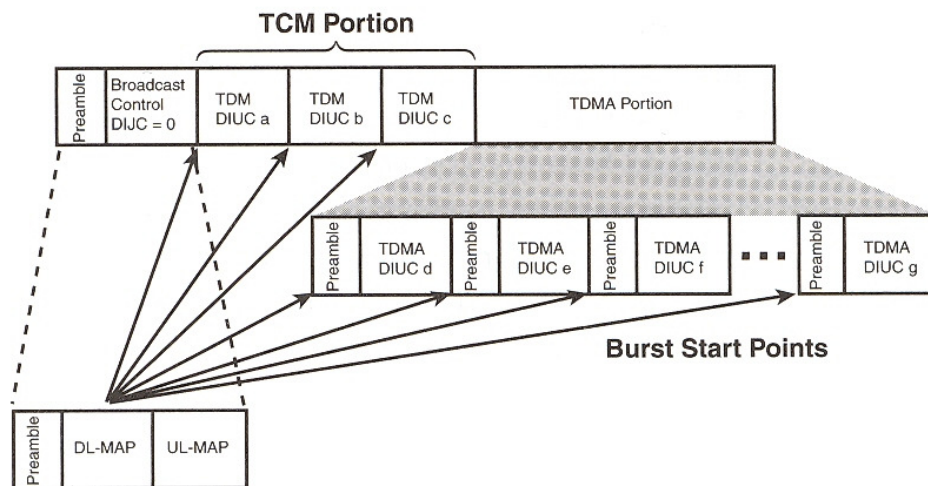 TCM Portion
Preamble
Broadcast
Control
DIJC = 0
TDM
DIUC a
TDM
DIUC b
TDM
DIUC c
TDMA Portion
Preamble
TDMA
DIUC d
Preamble
TDMA
DIUC e
Preamble
TDMA
DIUC f
Preamble
TDMA
DIUC g
Burst Start Points
Preamble
DL-MAP
UL-MAP